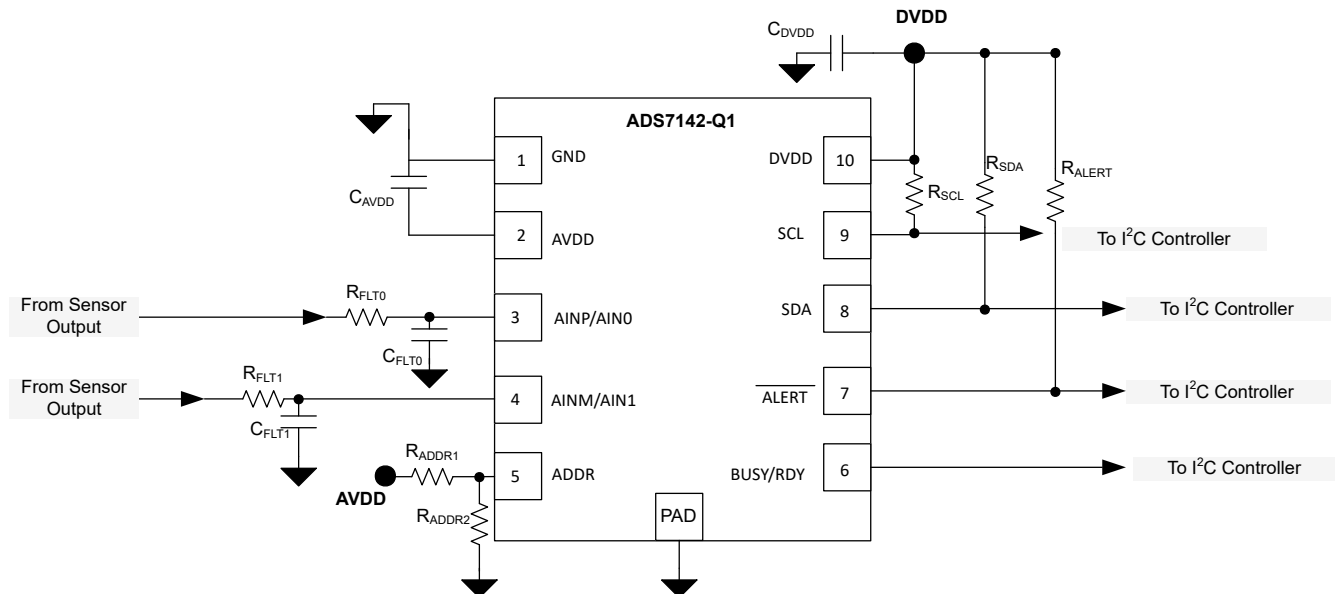 DVDD
CDVDD
ADS7142-Q1
1
GND
DVDD
10
RSCL
RSDA
RALERT
CAVDD
2
AVDD
SCL
9
To I2C Controller
From Sensor
Output
RFLT0
3
AINP/AIN0
CFLT0
SDA
8
To I2C Controller
From Sensor
Output
RFLT1
4
AINM/AIN1
CFLT1
ALERT
7
To I2C Controller
RADDR1
5
ADDR
AVDD
RADDR2
BUSY/RDY
6
To I2C Controller
PAD